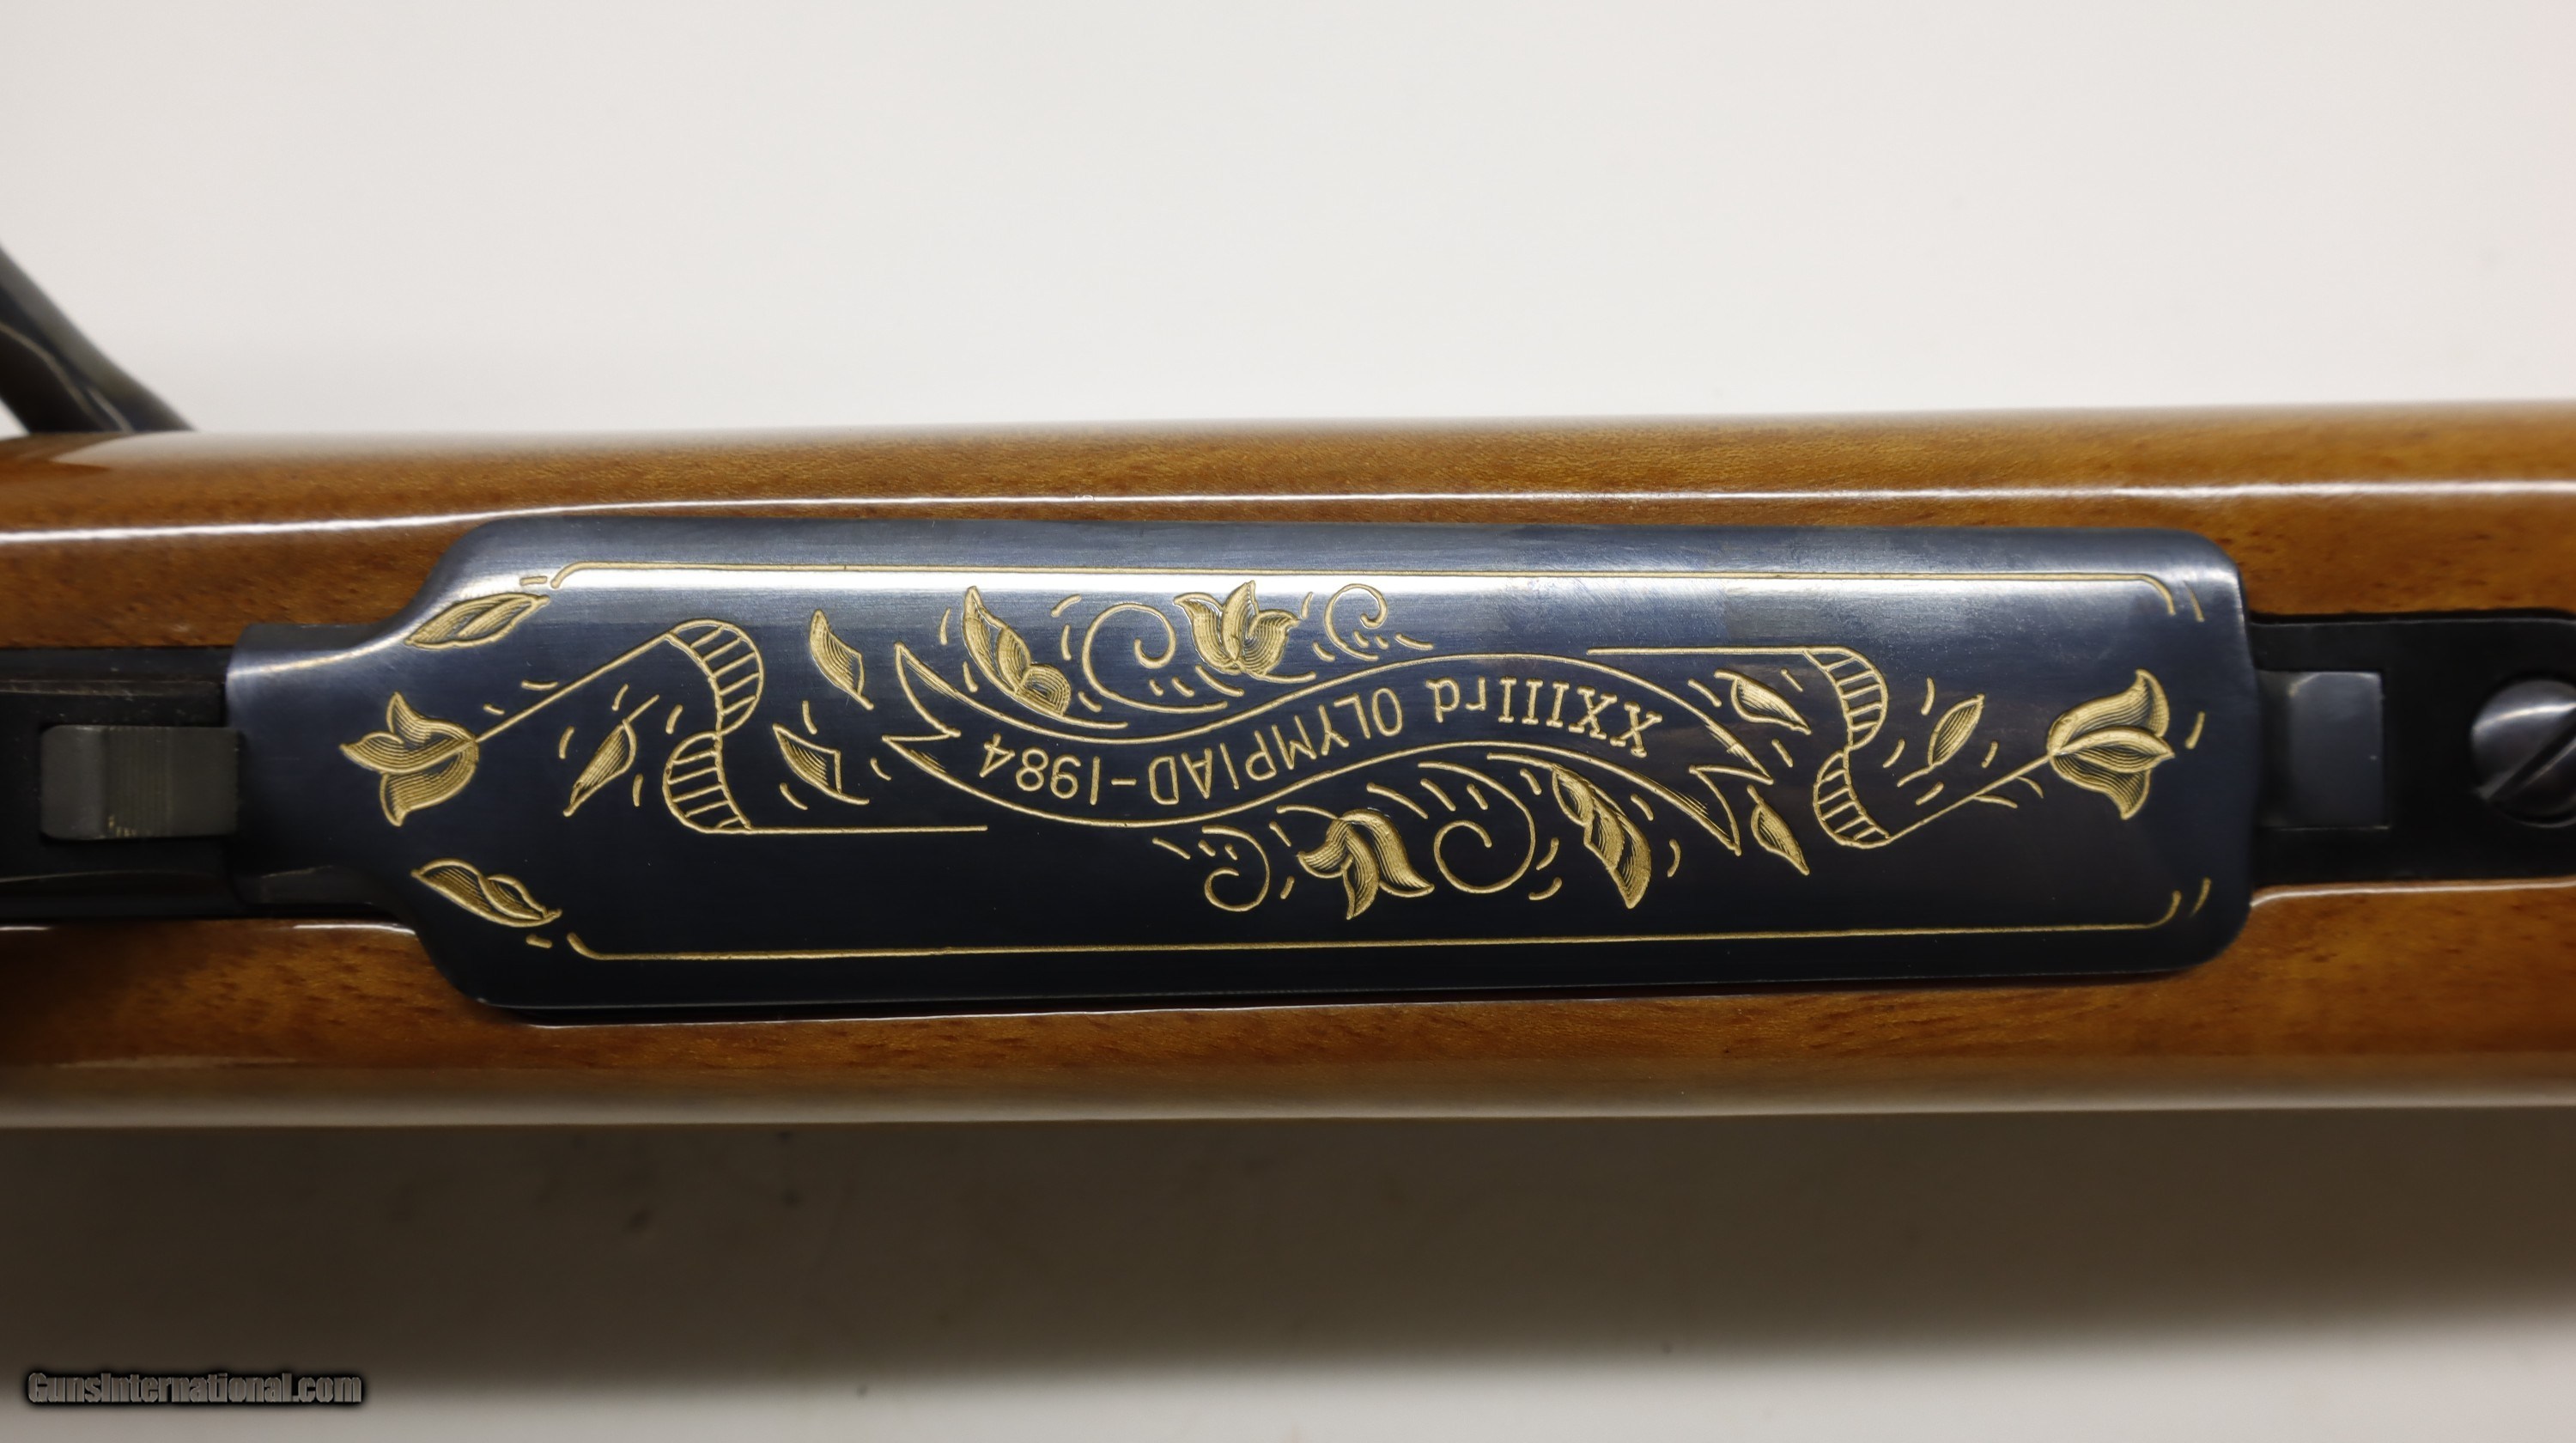 XXIIIrd OLYMPIAD-1984
GunsInternational.com